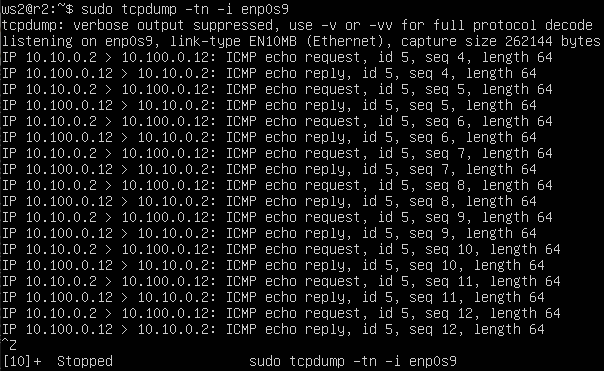 ws2@r2:~$ sudo tcpdump -tn -i enp0s9
tcpdump: verbose output suppressed, use -v or -vv for full protocol decode
listening on enp0s9, link-type EN10MB (Ethernet), capture size 262144 bytes
IP 10.10.0.2 > 10.100.0.12: ICMP echo request, id 5, seq 4, length 64
IP 10.100.0.12 > 10.10.0.2: ICMP echo reply, id 5, seq 4, length 64
IP 10.10.0.2 > 10.100.0.12: ICMP echo request, id 5, seq 5, length 64
IP 10.100.0.12 > 10.10.0.2: ICMP echo reply, id 5, seq 5, length 64
IP 10.10.0.2 > 10.100.0.12: ICMP echo request, id 5, seq 6, length 64
IP 10.100.0.12 > 10.10.0.2: ICMP echo reply, id 5, seq 6, length 64
IP 10.10.0.2 > 10.100.0.12: ICMP echo request, id 5, seq 7, length 64
IP 10.100.0.12 > 10.10.0.2: ICMP echo reply, id 5, seq 7, length 64
IP 10.10.0.2 > 10.100.0.12: ICMP echo request, id 5, seq 8, length 64
IP 10.100.0.12 > 10.10.0.2: ICMP echo reply, id 5, seq 8, length 64
IP 10.10.0.2 > 10.100.0.12: ICMP echo request, id 5, seq 9, length 64
IP 10.100.0.12 > 10.10.0.2: ICMP echo reply, id 5, seq 9, length 64
IP 10.10.0.2 > 10.100.0.12: ICMP echo request, id 5, seq 10, length 64
IP 10.100.0.12 > 10.10.0.2: ICMP echo reply, id 5, seq 10, length 64
IP 10.10.0.2 > 10.100.0.12: ICMP echo request, id 5, seq 11, length 64
IP 10.100.0.12 > 10.10.0.2: ICMP echo reply, id 5, seq 11, length 64
IP 10.10.0.2 > 10.100.0.12: ICMP echo request, id 5, seq 12, length 64
IP 10.100.0.12 > 10.10.0.2: ICMP echo reply, id 5, seq 12, length 64
^Z
[10]+  Stopped                 sudo tcpdump -tn -i enp0s9